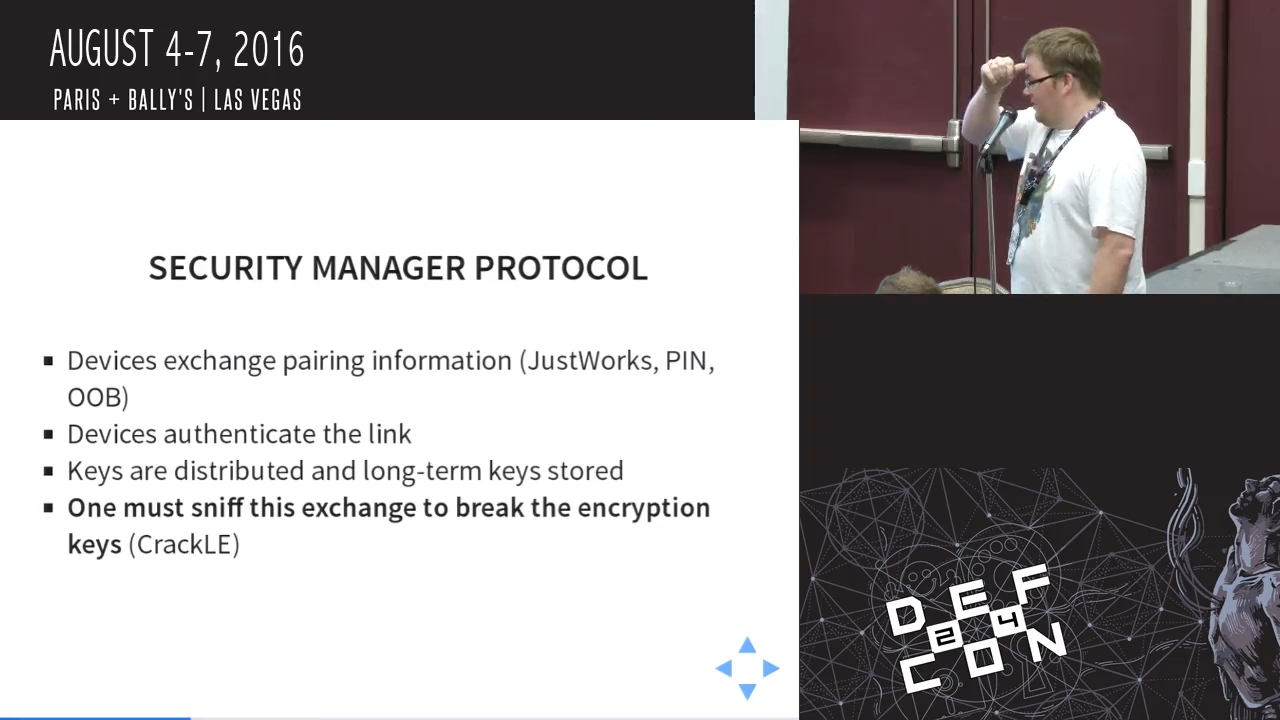 AUGUST 4-7, 2016
PARIS + BALLY'S | LAS VEGAS
SECURITY MANAGER PROTOCOL
▪ Devices exchange pairing information (JustWorks, PIN,
OOB)
▪ Devices authenticate the link
▪ Keys are distributed and long-term keys stored
▪ One must sniff this exchange to break the encryption
keys (CrackLE)
DEF
24
CON